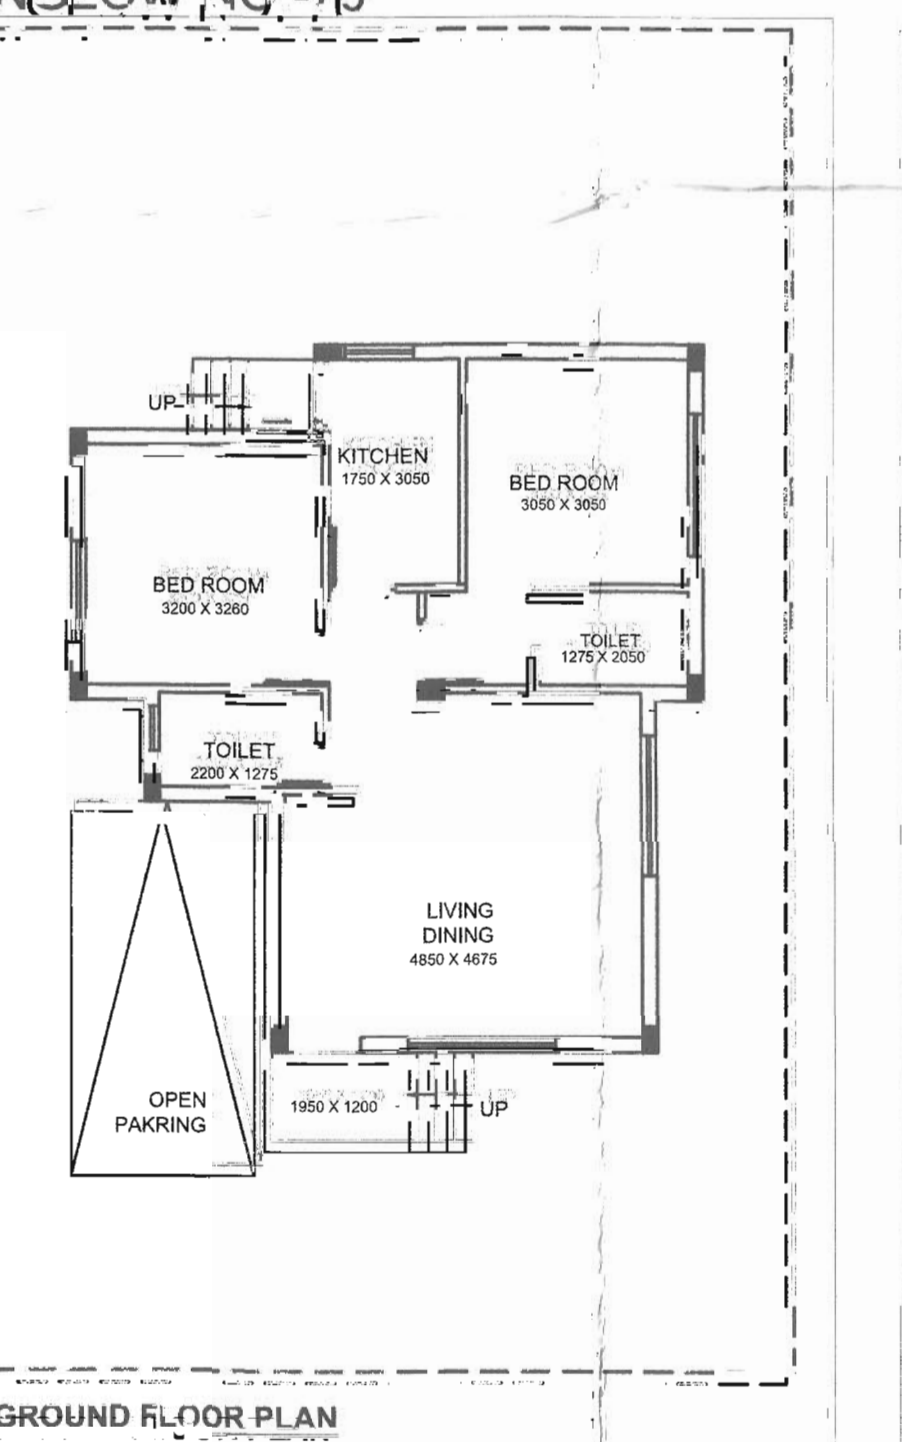 UP
KITCHEN
1750 X 3050
BED ROOM
3050 X 3050
BED ROOM
3200 X 3260
TOILET
1275 X 2050
TOILET
2200 X 1275
LIVING
DINING
4850 X 4675
OPEN
PAKRING
1950 X 1200
UP
GROUND FLOOR PLAN